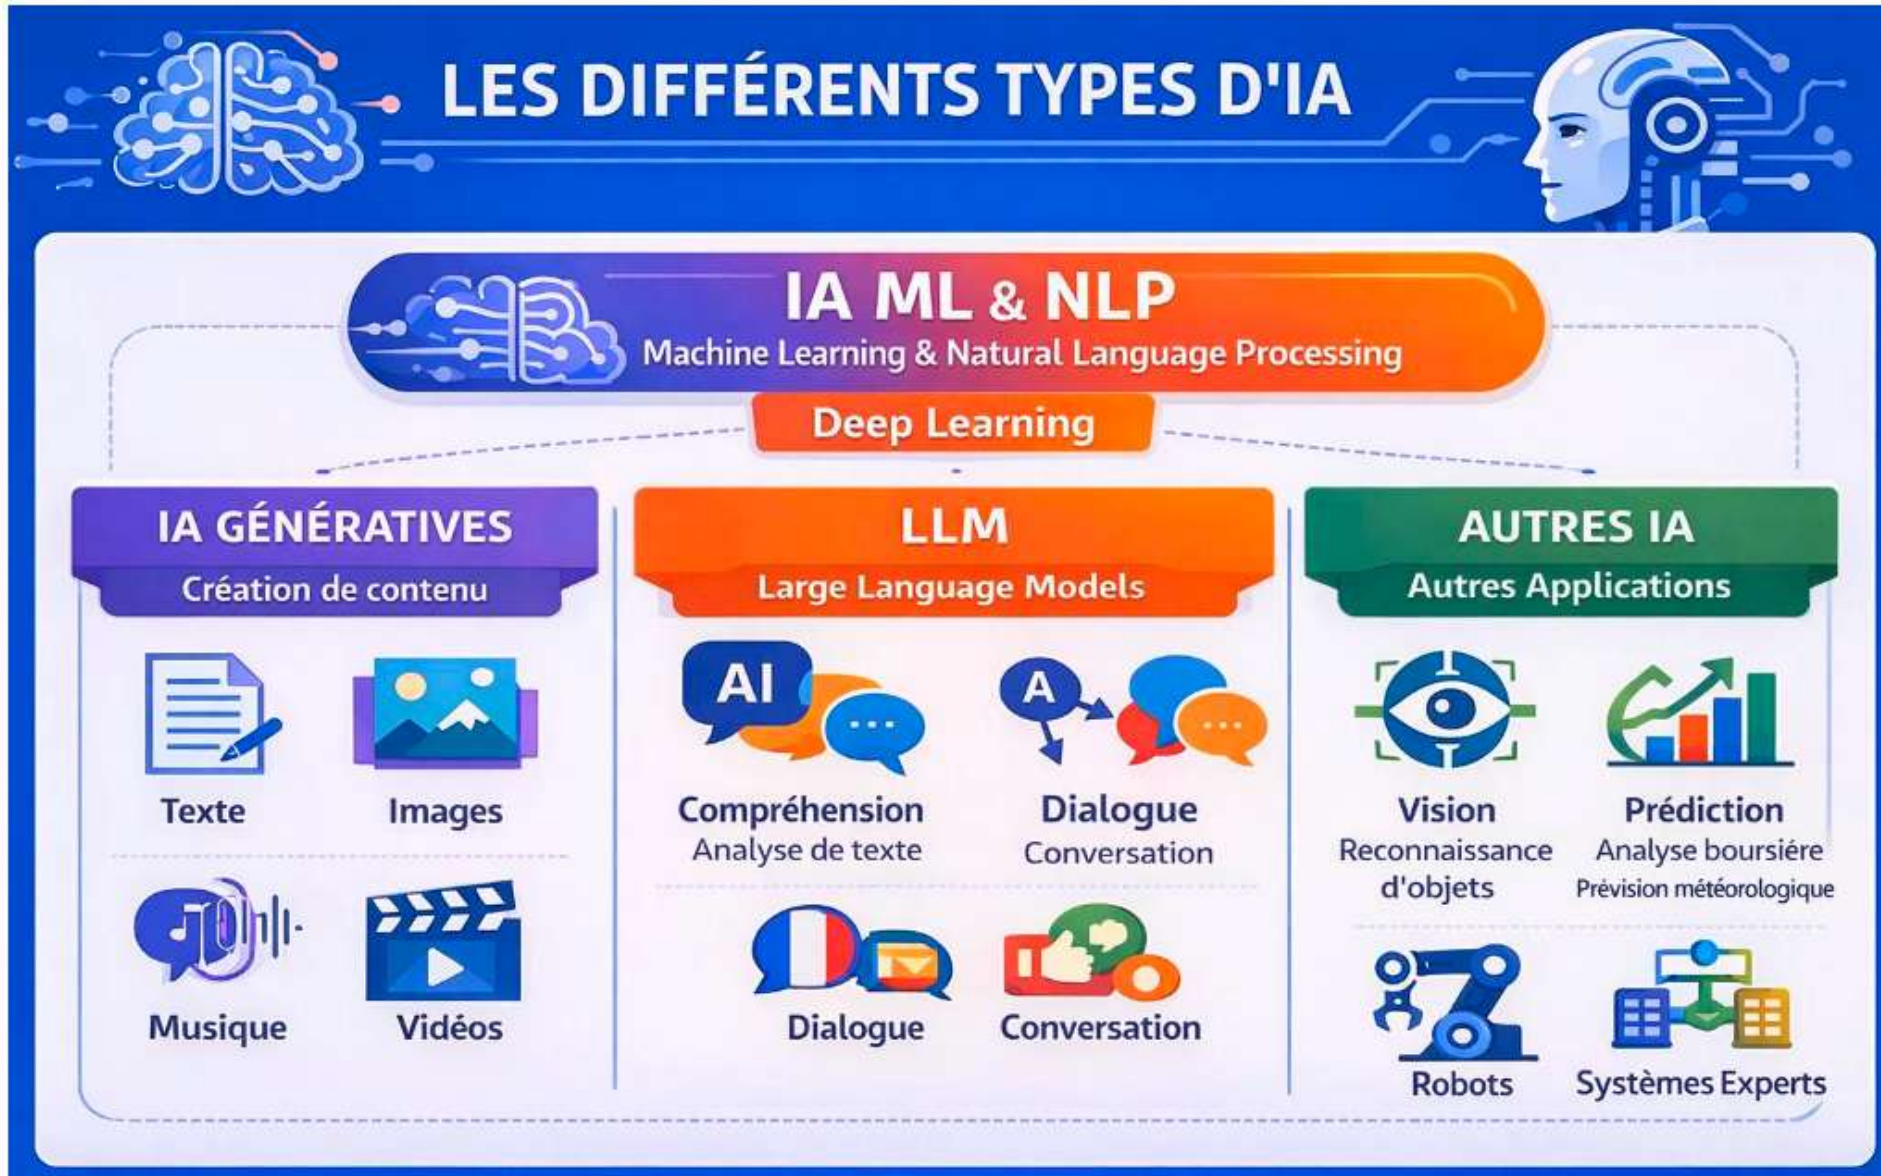 LES DIFFÉRENTS TYPES D'IA
IA ML & NLP
Machine Learning & Natural Language Processing
Deep Learning
IA GÉNÉRATIVES
Création de contenu
Texte
Images
Musique
Vidéos
LLM
Large Language Models
AI
A
Compréhension
Analyse de texte
Dialogue
Conversation
Dialogue
Conversation
AUTRES IA
Autres Applications
Vision
Reconnaissance
d'objets
Prédiction
Analyse boursiére
Prévision météorologique
Robots
Systèmes Experts